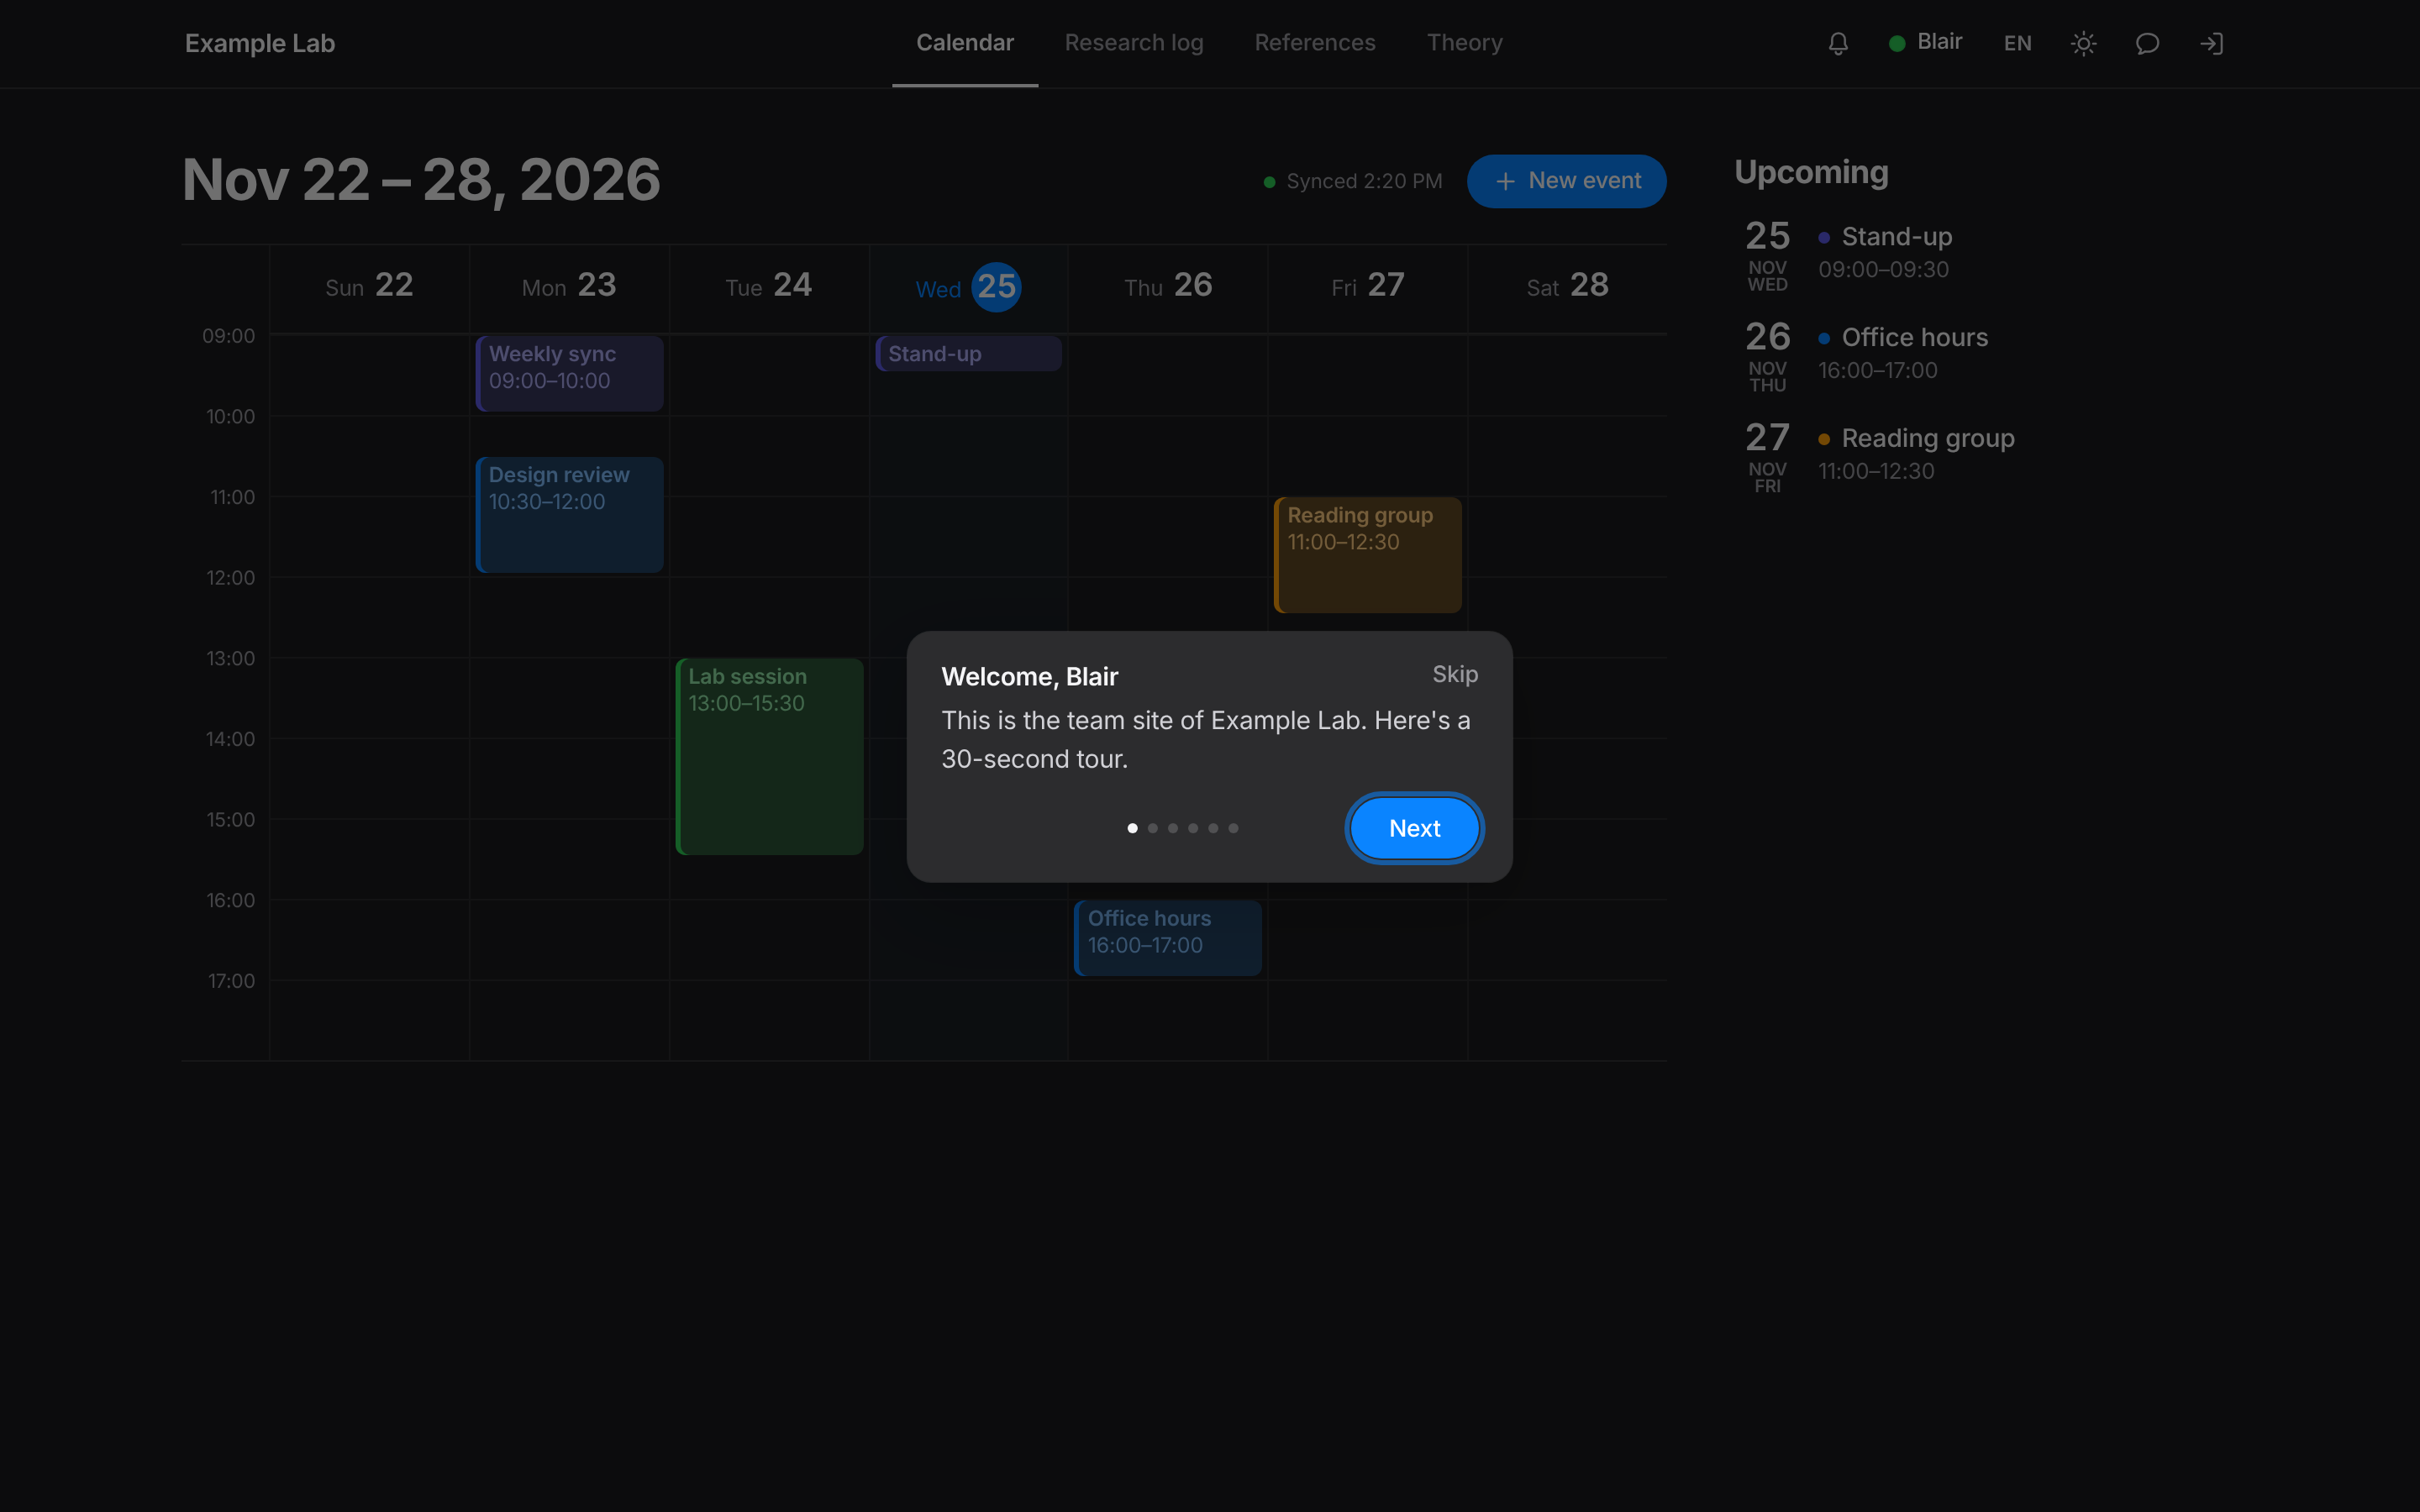 Example Lab
Calendar
Research log
References
Theory
Blair
EN
Nov 22 – 28, 2026
Synced 2:20 PM
New event
Sun 22
Mon 23
Tue 24
Wed 25
Thu 26
Fri 27
Sat 28
09:00
10:00
11:00
12:00
13:00
14:00
15:00
16:00
17:00
Weekly sync
09:00–10:00
Design review
10:30–12:00
Lab session
13:00–15:30
Stand-up
Office hours
16:00–17:00
Reading group
11:00–12:30
Welcome, Blair
Skip
This is the team site of Example Lab. Here's a
30-second tour.
Next
Upcoming
25
NOV
WED
Stand-up
09:00–09:30
26
NOV
THU
Office hours
16:00–17:00
27
NOV
FRI
Reading group
11:00–12:30